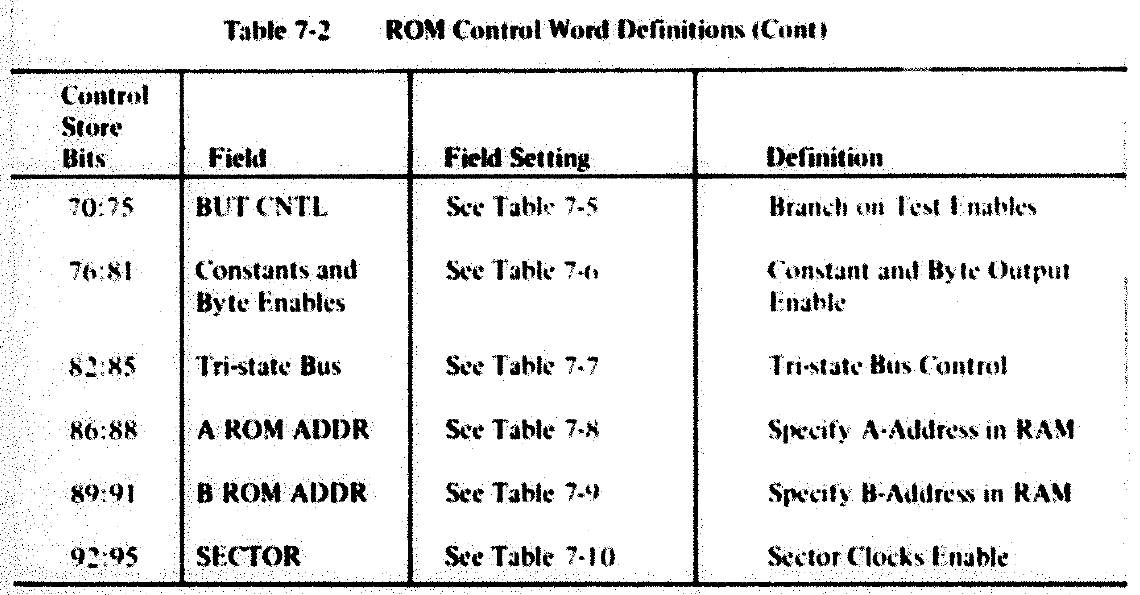 Table 7-2 ROM Control Word Definitions (Cont)
Control
Store
Bits Field Field Setting Definition
70:75 BUT CNTL See Table 7-5 Branch on Test Enables
76:81 Constants and See Table 7-6 Constant and Byte Output
Byte Enables Enable
82:85 Tri-state Bus See Table 7-7 Tri-state Bus Control
86:88 A ROM ADDR See Table 7-8 Specify A-Address in RAM
89:91 B ROM ADDR See Table 7-9 Specify B-Address in RAM
92:95 SECTOR See Table 7-10 Sector Clocks Enable